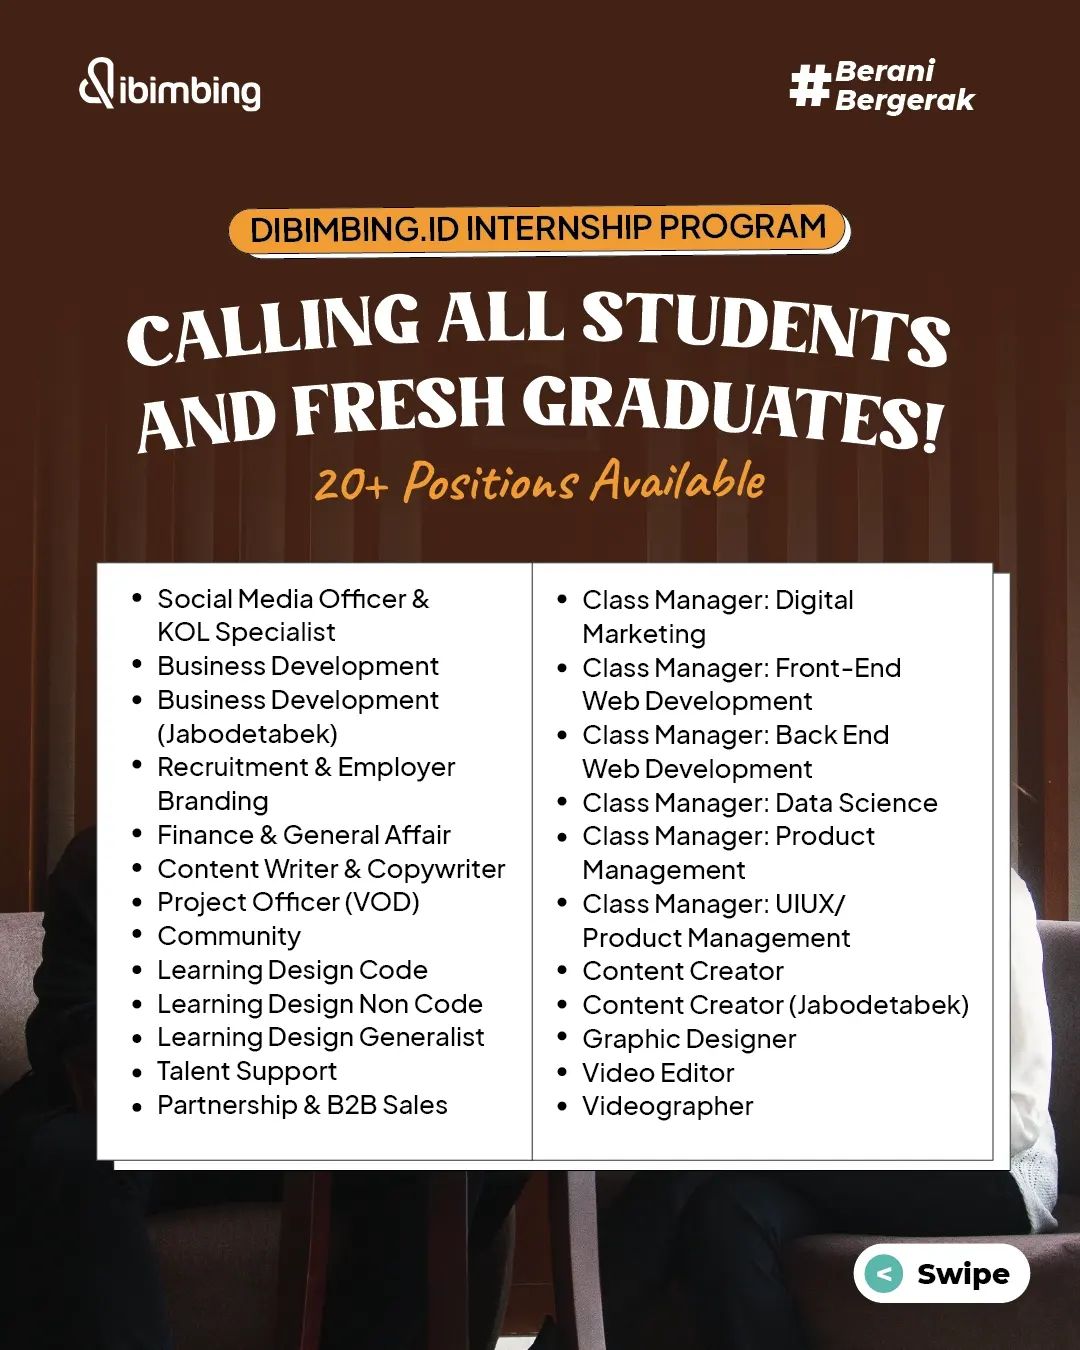 dibimbing
#Berani
Bergerak
DIBIMBING.ID INTERNSHIP PROGRAM
CALLING ALL STUDENTS
AND FRESH GRADUATES!
20+ Positions Available
• Social Media Officer &
KOL Specialist
• Business Development
• Business Development
(Jabodetabek)
• Recruitment & Employer
Branding
• Finance & General Affair
• Content Writer & Copywriter
• Project Officer (VOD)
• Community
• Learning Design Code
• Learning Design Non Code
• Learning Design Generalist
• Talent Support
• Partnership & B2B Sales
• Class Manager: Digital
Marketing
• Class Manager: Front-End
Web Development
• Class Manager: Back End
Web Development
• Class Manager: Data Science
• Class Manager: Product
Management
• Class Manager: UIUX/
Product Management
• Content Creator
• Content Creator (Jabodetabek)
• Graphic Designer
• Video Editor
• Videographer
< Swipe